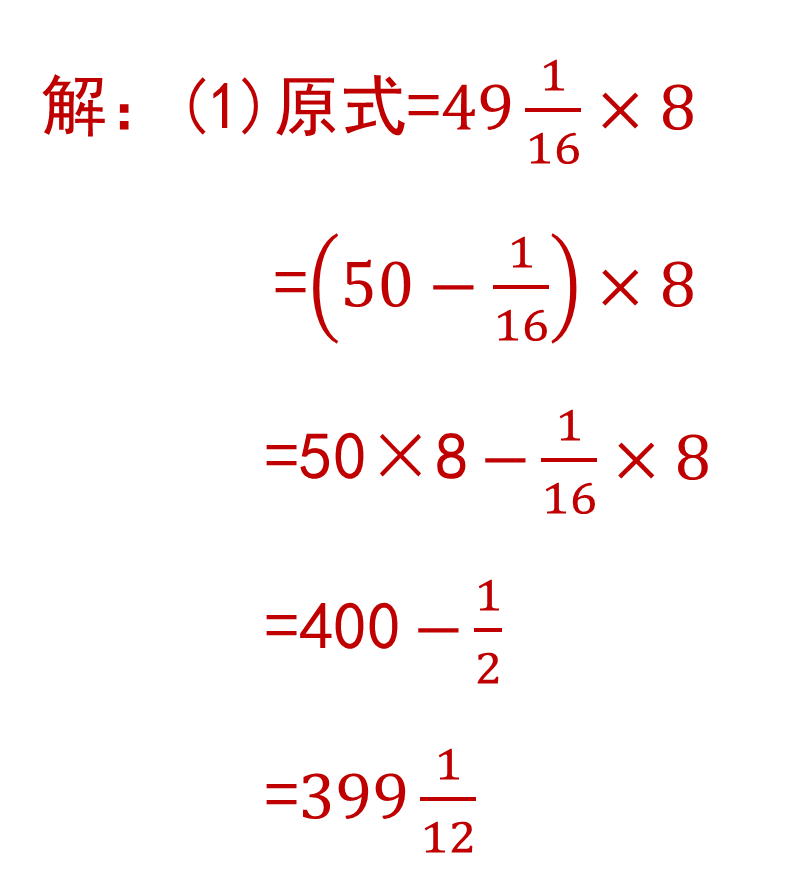 解：(1)原式=49 1/16 × 8
=(50 − 1/16) × 8
=50×8 − 1/16 × 8
=400 − 1/2
=399 1/12